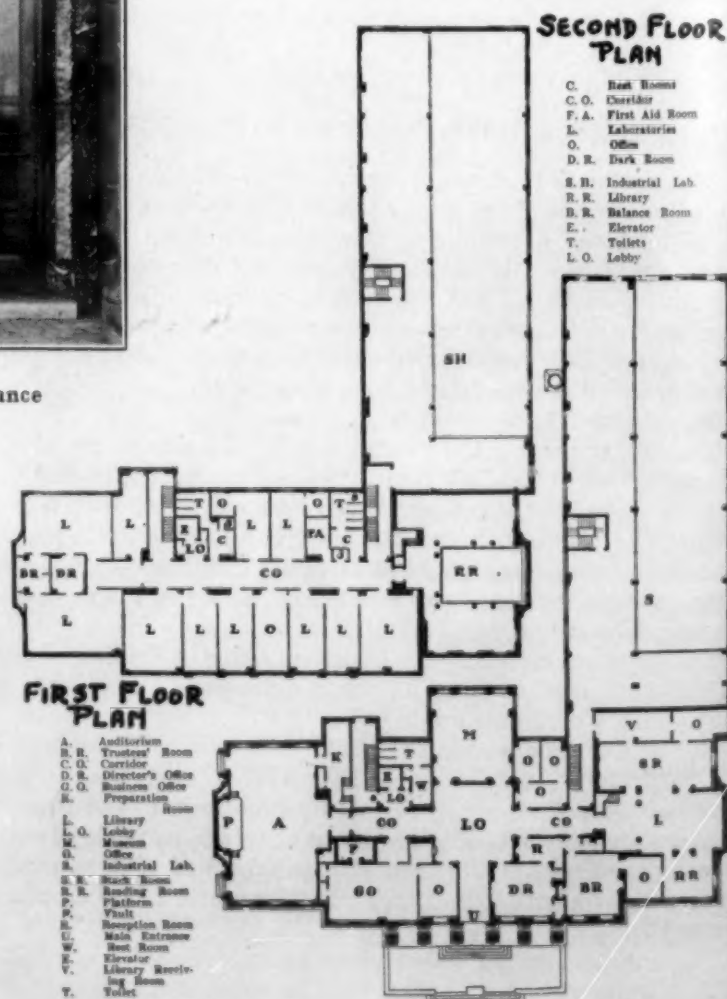 ance
SECOND FLOOR
PLAN
C. Rest Rooms
C. O. Corridor
F. A. First Aid Room
L. Laboratories
O. Office
D. R. Dark Room
S. H. Industrial Lab.
R. R. Library
B. R. Balance Room
E. Elevator
T. Toilets
L. O. Lobby
SH
L
L
T
O
L
L
O
T
S
E
LO
C
FA
C
J
BR
DR
CO
RR
L
L
L
L
O
L
L
L
FIRST FLOOR
PLAN
A. Auditorium
B. R. Trustees' Room
C. O. Corridor
D. R. Director's Office
G. O. Business Office
K. Preparation
Room
L. Library
L. O. Lobby
M. Museum
O. Office
S. Industrial Lab.
S. R. Stack Room
R. R. Reading Room
P. Platform
Vault
R. Reception Room
U. Main Entrance
W. Rest Room
E. Elevator
V. Library Receiv-
ing Room
T. Toilet
S
V
O
M
K
T
E
W
LO
O
O
O
SR
P
A
CO
LO
CO
L
GO
O
R
DR
BR
O
RR
U